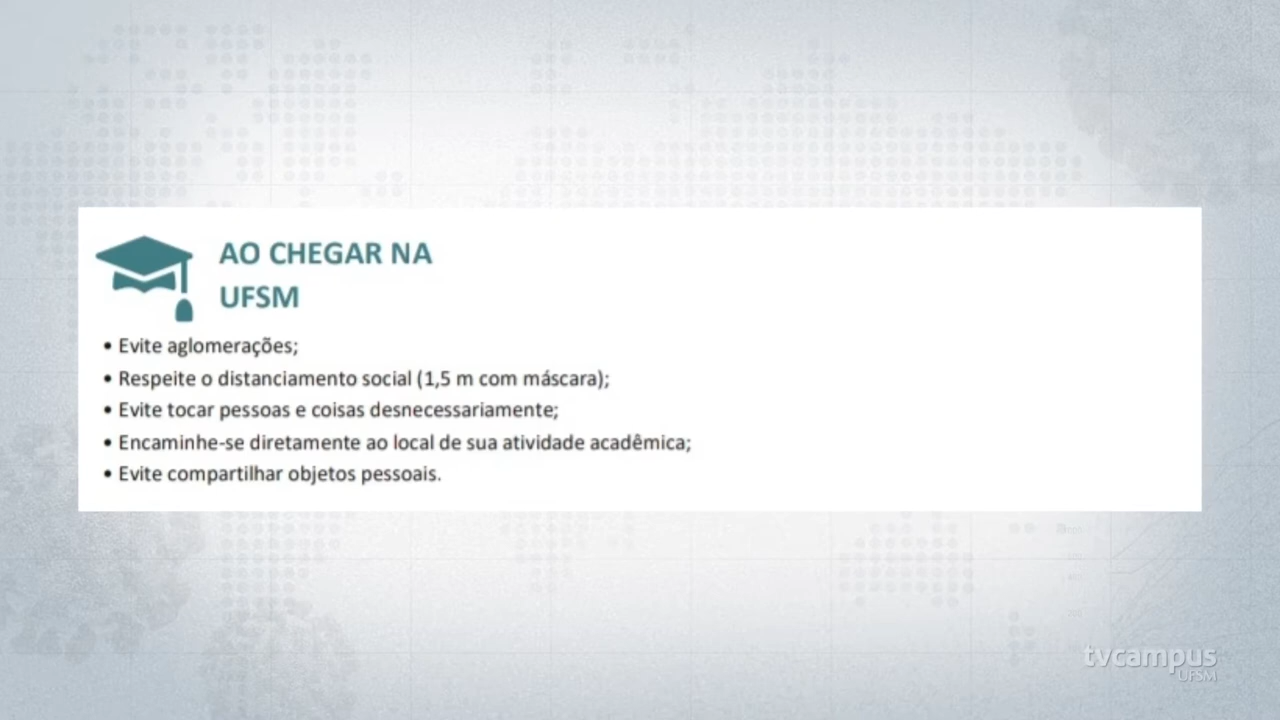 AO CHEGAR NA
UFSM
• Evite aglomerações;
• Respeite o distanciamento social (1,5 m com máscara);
• Evite tocar pessoas e coisas desnecessariamente;
• Encaminhe-se diretamente ao local de sua atividade acadêmica;
• Evite compartilhar objetos pessoais.
tvcampus
UFSM